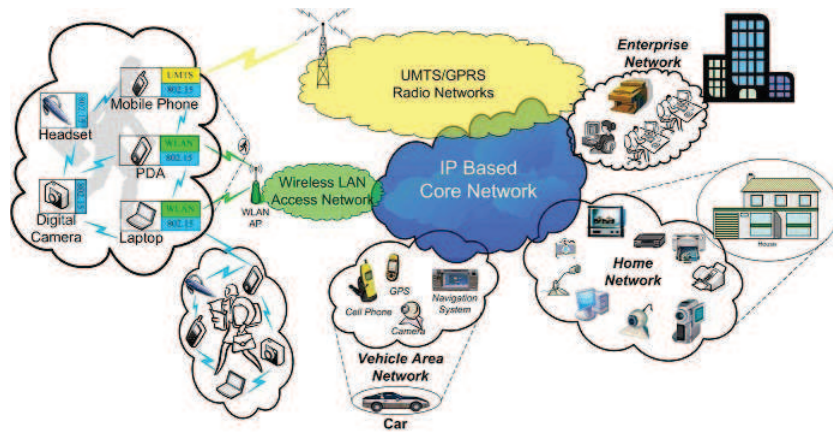 UMTS
802.15
Mobile Phone
Headset
802.15
WLAN
802.15
PDA
Digital
Camera
802.15
WLAN
802.15
Laptop
UMTS/GPRS
Radio Networks
Wireless LAN
Access Network
WLAN
AP
IP Based
Core Network
Enterprise
Network
House
Home
Network
GPS
Cell Phone
Navigation
System
Camera
Vehicle Area
Network
Car